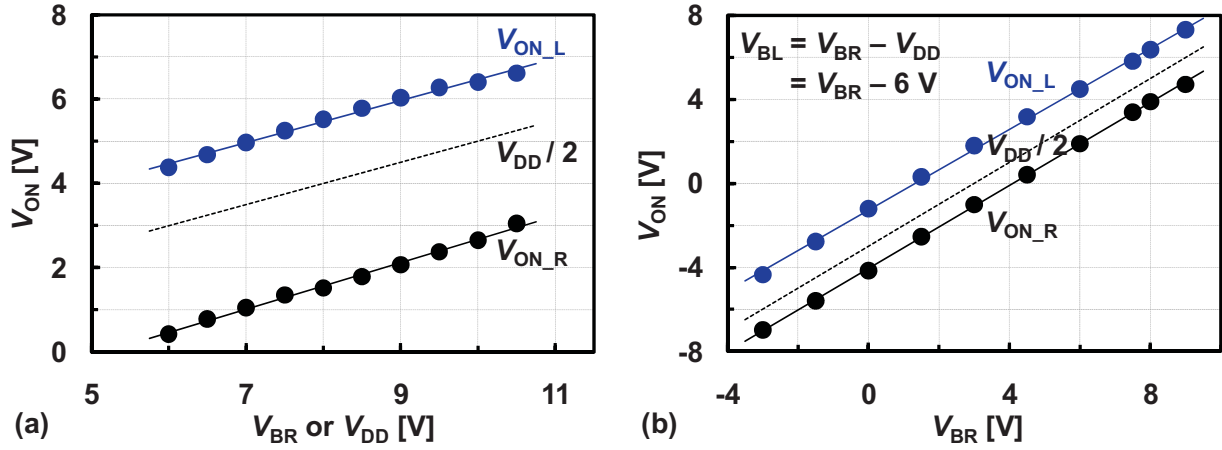 8
6
4
2
0
5
7
9
11
V_ON [V]
V_ON_L
V_DD / 2
V_ON_R
V_BR or V_DD [V]
(a)
8
4
0
-4
-8
-4
0
4
8
V_ON [V]
V_BL = V_BR – V_DD
= V_BR – 6 V
V_ON_L
V_DD / 2
V_ON_R
V_BR [V]
(b)